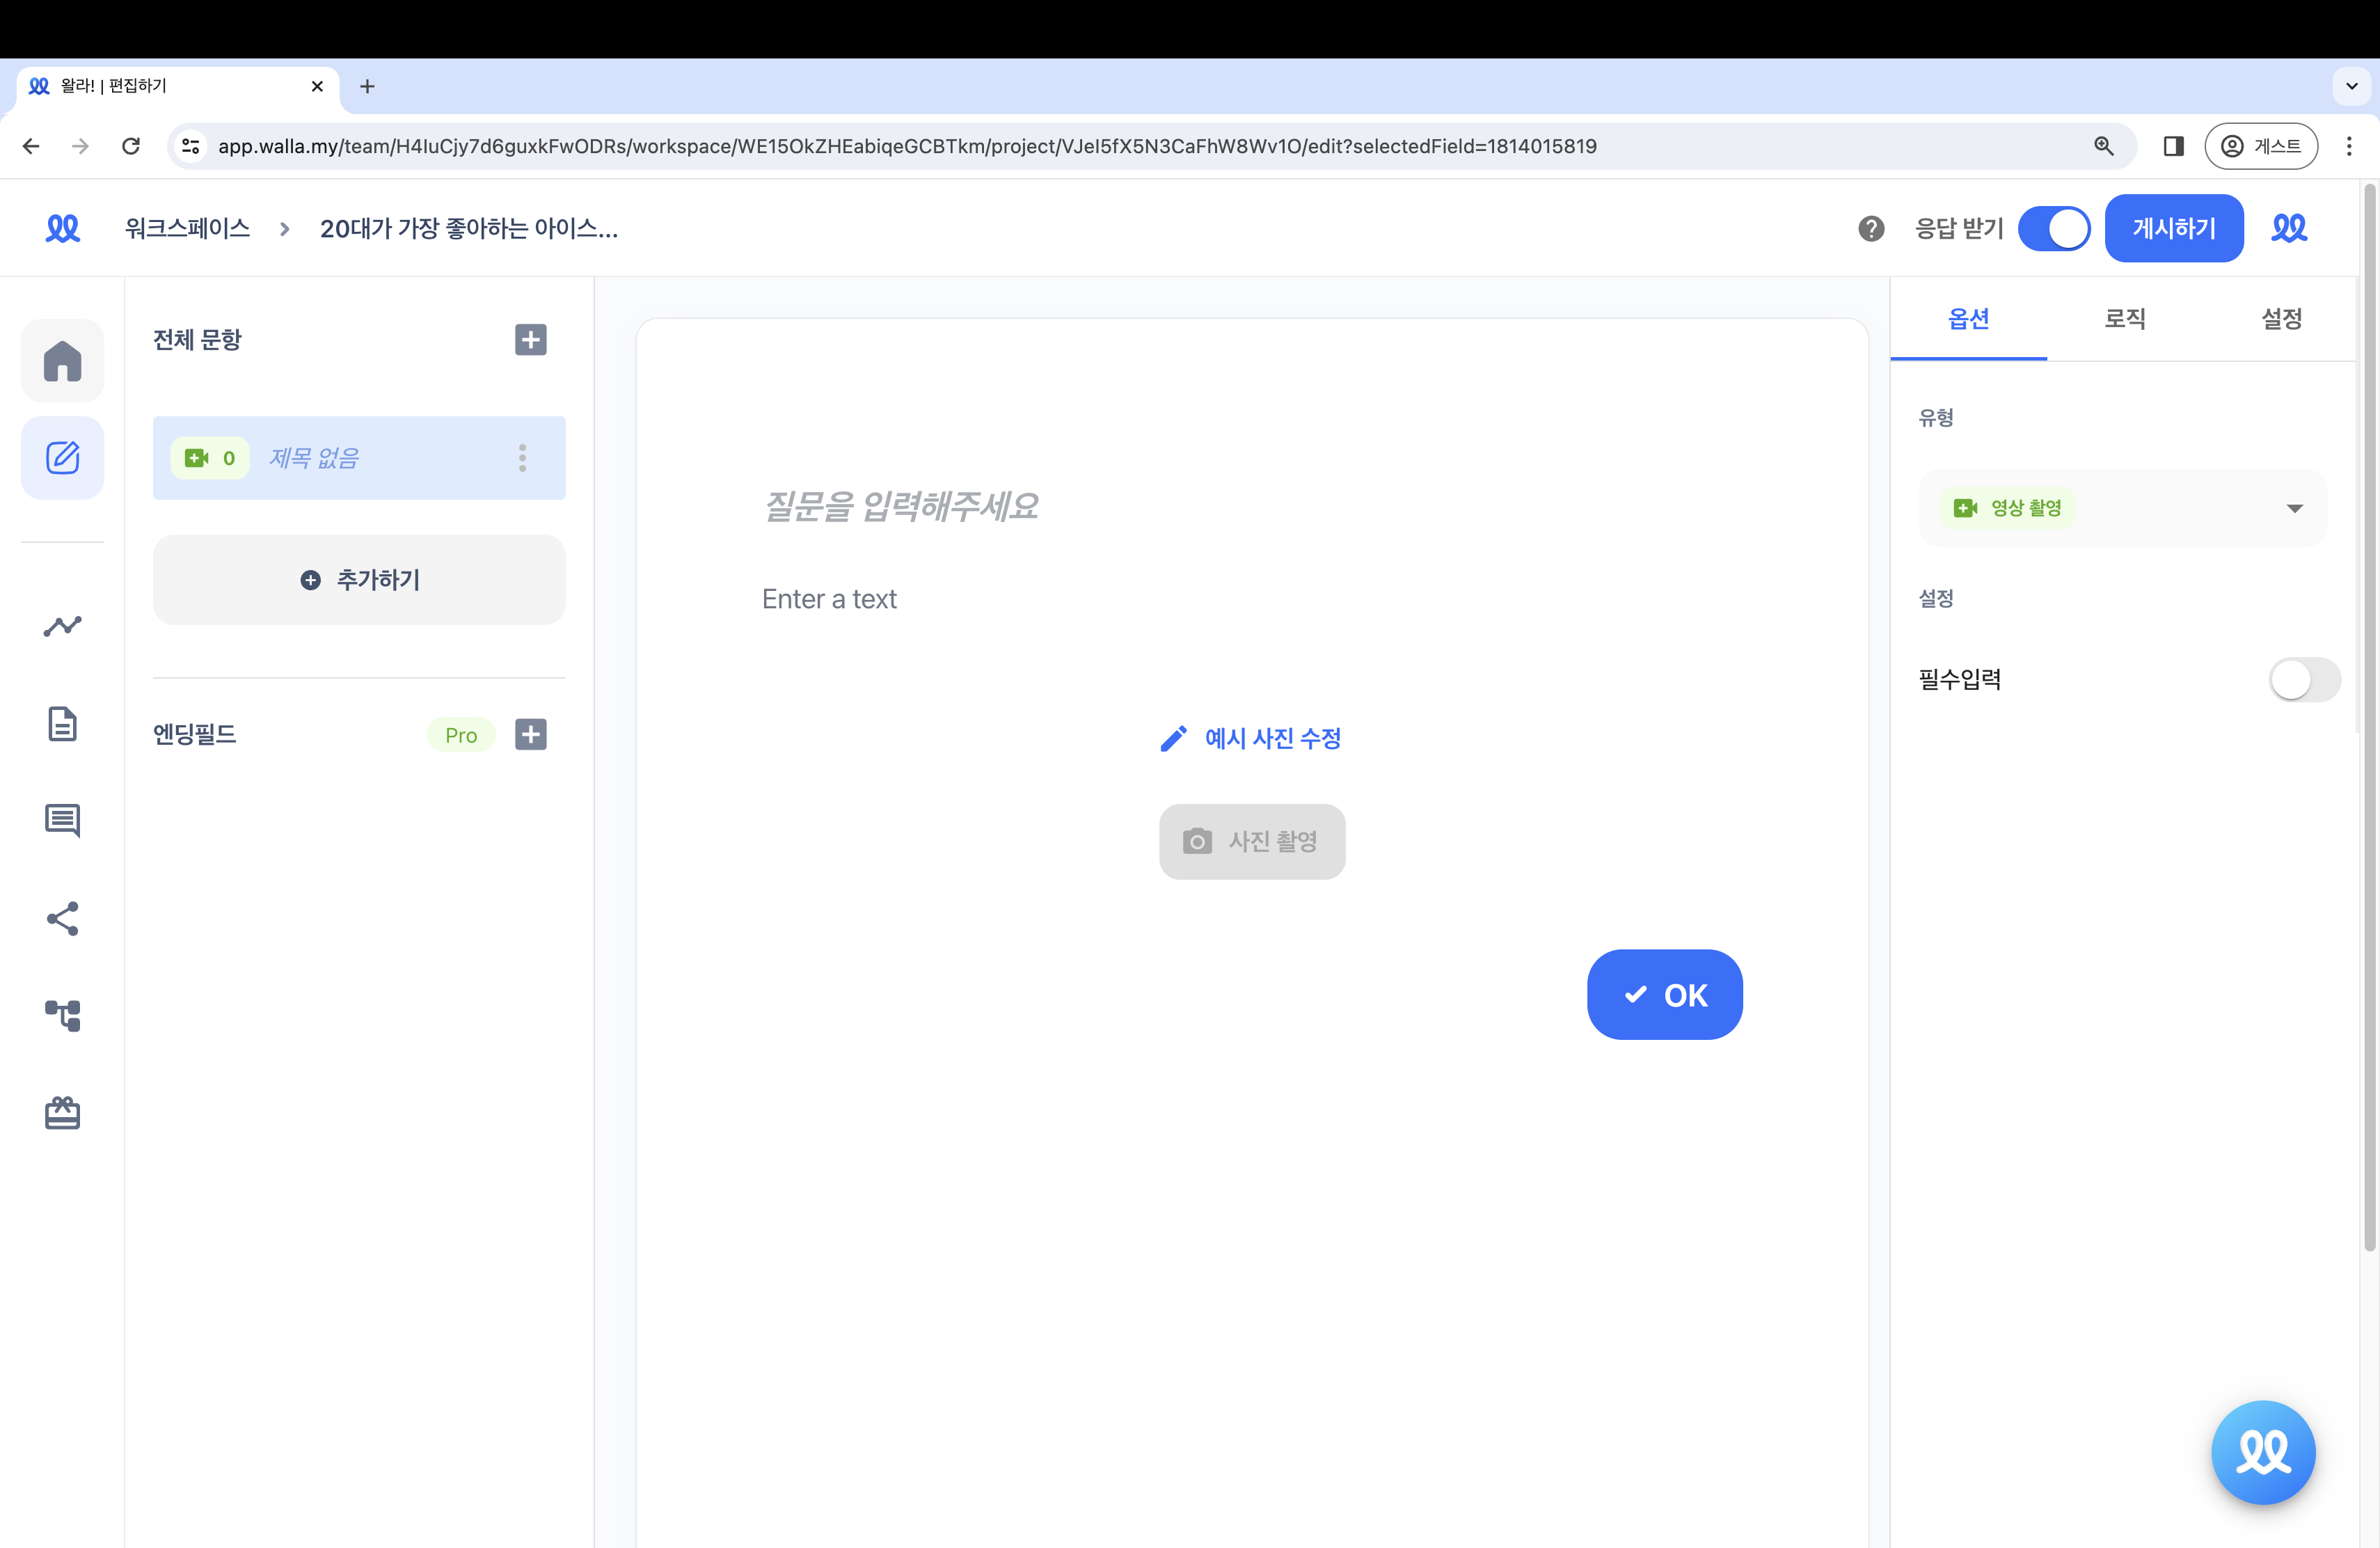 왈라! | 편집하기
app.walla.my/team/H4IuCjy7d6guxkFwODRs/workspace/WE15OkZHEabiqeGCBTkm/project/VJeI5fX5N3CaFhW8Wv1O/edit?selectedField=1814015819
게스트
워크스페이스 > 20대가 가장 좋아하는 아이스...
응답 받기
게시하기
전체 문항
0 제목 없음
추가하기
엔딩필드 Pro
질문을 입력해주세요
Enter a text
예시 사진 수정
사진 촬영
OK
옵션 로직 설정
유형
영상 촬영
설정
필수입력